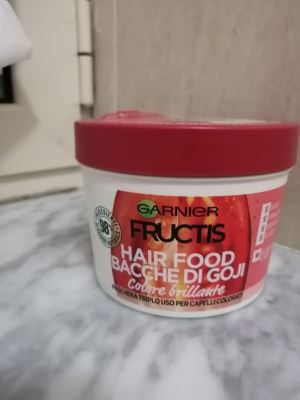 GARNIER
FRUCTIS
HAIR FOOD
BACCHE DI GOJI
Colore brillante
MASCHERA TRIPLO USO PER CAPELLI COLORATI
98%